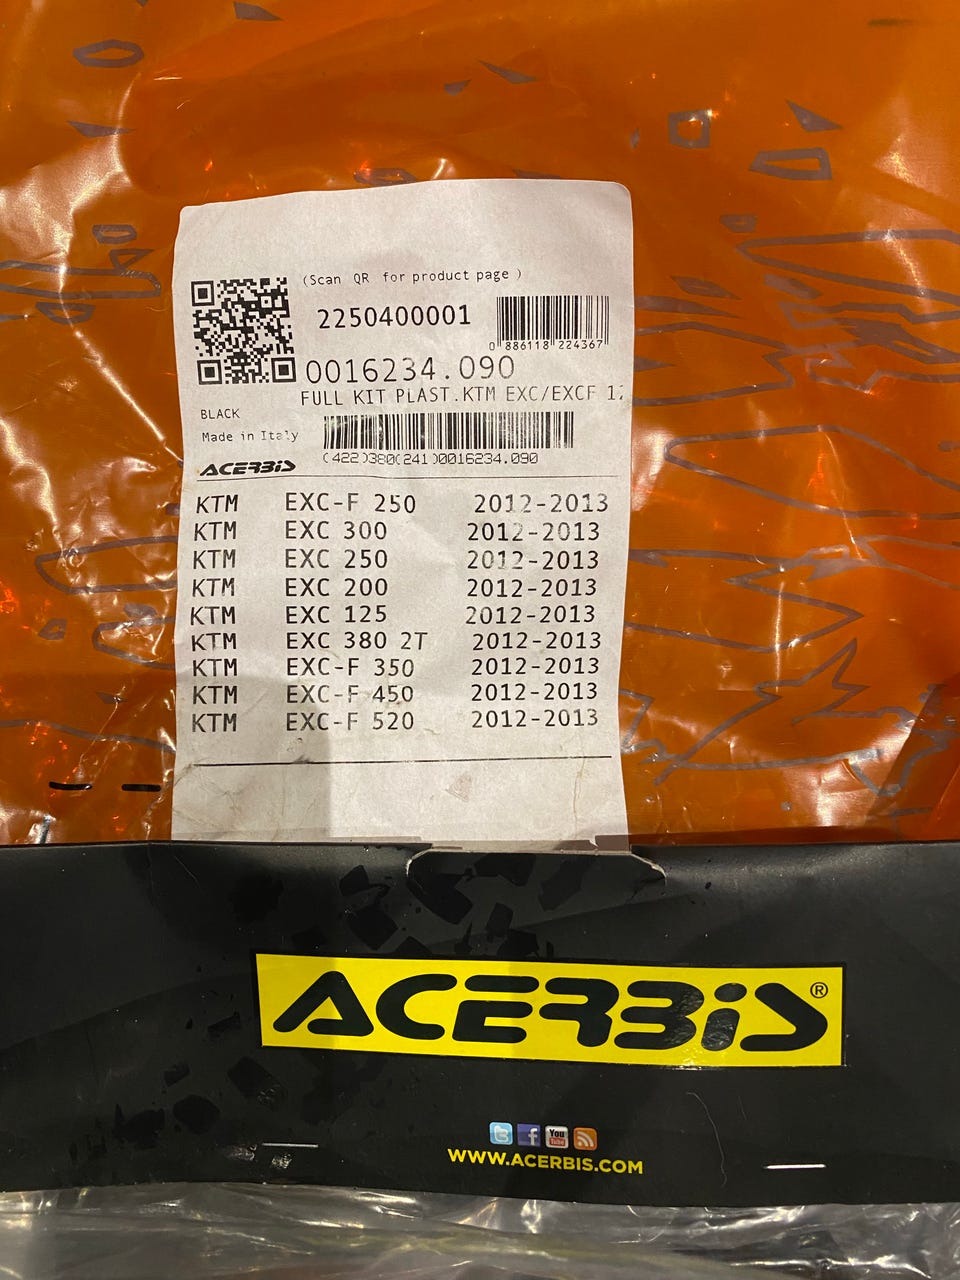 (Scan QR for product page )
2250400001
0 886118 224367
0016234.090
FULL KIT PLAST.KTM EXC/EXCF 12
BLACK
Made in Italy
(422)380(241)0016234.090
ACERBIS
KTM EXC-F 250 2012-2013
KTM EXC 300 2012-2013
KTM EXC 250 2012-2013
KTM EXC 200 2012-2013
KTM EXC 125 2012-2013
KTM EXC 380 2T 2012-2013
KTM EXC-F 350 2012-2013
KTM EXC-F 450 2012-2013
KTM EXC-F 520 2012-2013
ACERBIS®
You Tube
WWW.ACERBIS.COM